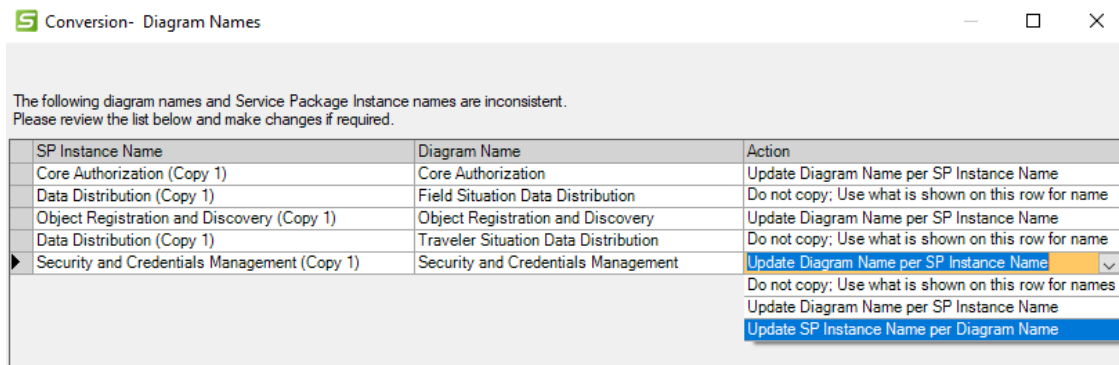 Conversion-  Diagram Names
The following diagram names and Service Package Instance names are inconsistent.
Please review the list below and make changes if required.
SP Instance Name Diagram Name Action
Core Authorization (Copy 1) Core Authorization Update Diagram Name per SP Instance Name
Data Distribution (Copy 1) Field Situation Data Distribution Do not copy; Use what is shown on this row for name
Object Registration and Discovery (Copy 1) Object Registration and Discovery Update Diagram Name per SP Instance Name
Data Distribution (Copy 1) Traveler Situation Data Distribution Do not copy; Use what is shown on this row for name
Security and Credentials Management (Copy 1) Security and Credentials Management Update Diagram Name per SP Instance Name
Do not copy; Use what is shown on this row for names
Update Diagram Name per SP Instance Name
Update SP Instance Name per Diagram Name